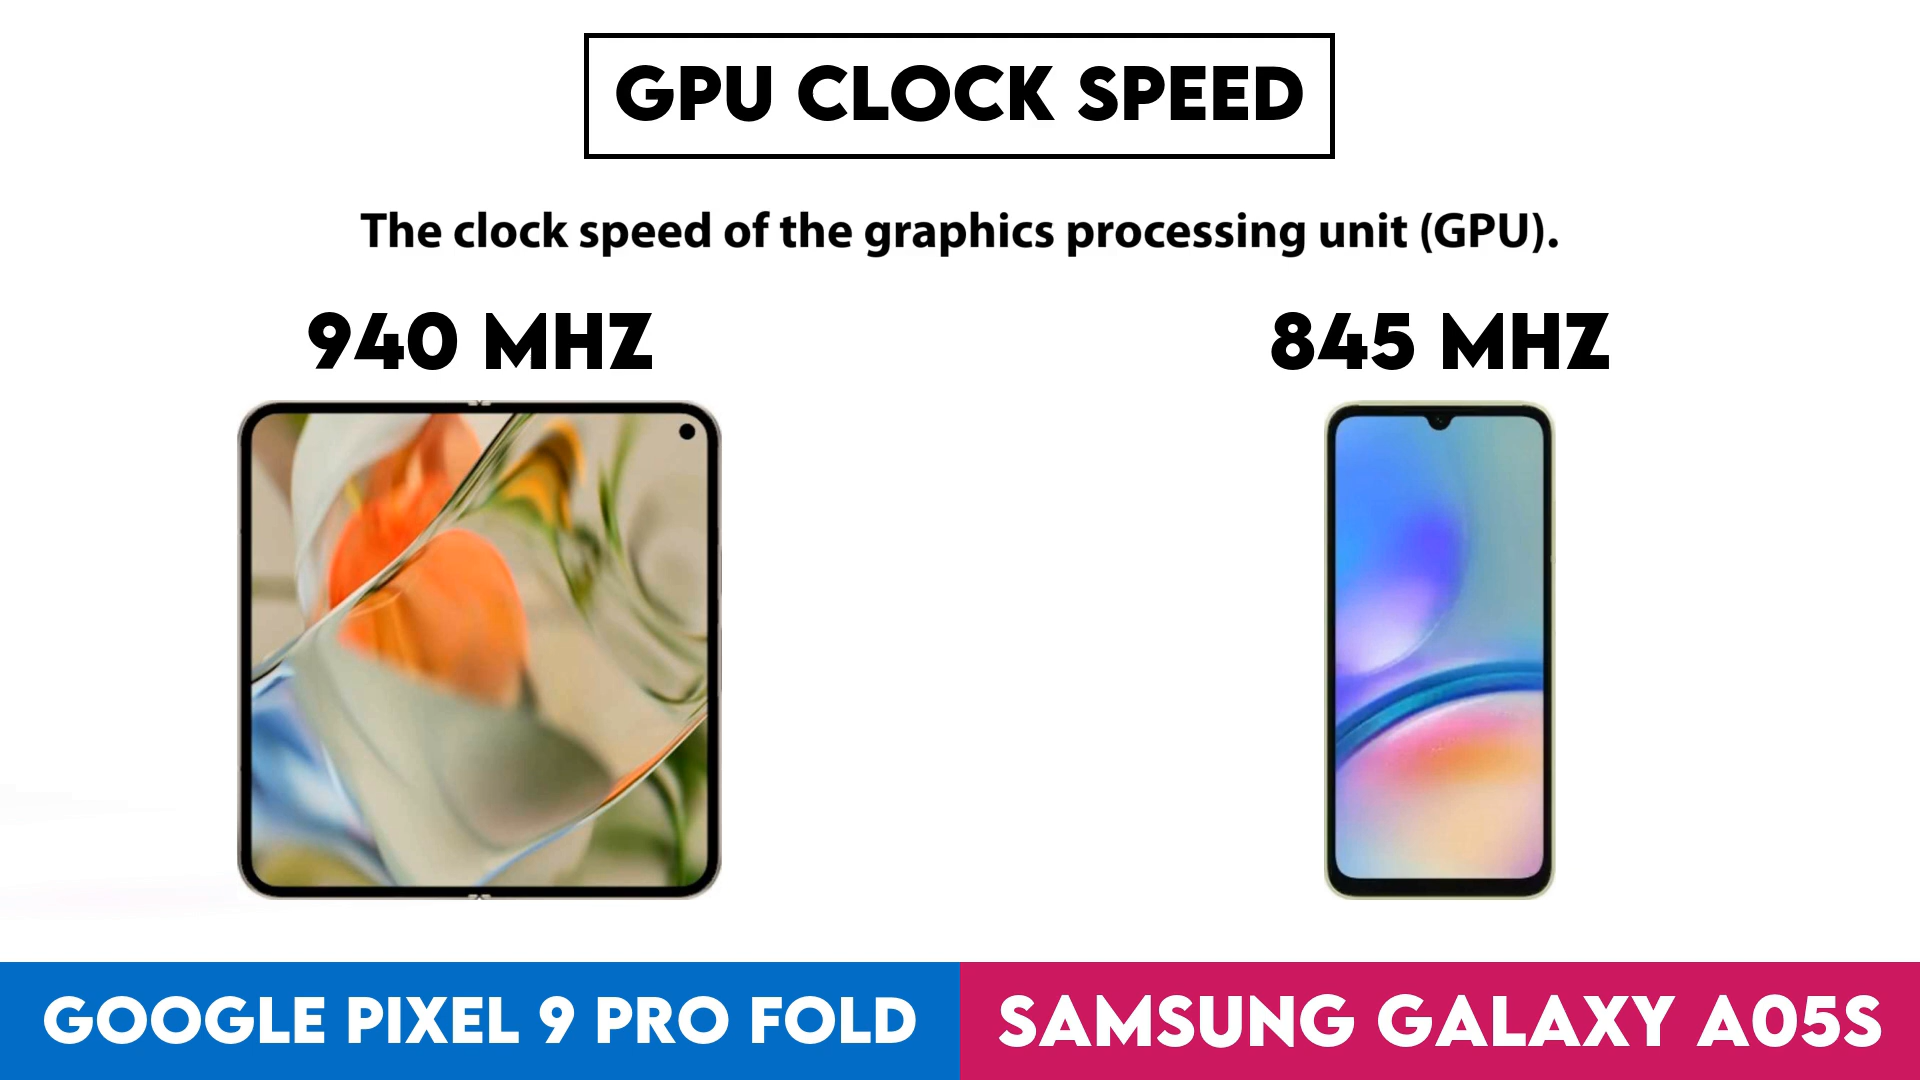 GPU CLOCK SPEED
The clock speed of the graphics processing unit (GPU).
940 MHZ
845 MHZ
GOOGLE PIXEL 9 PRO FOLD
SAMSUNG GALAXY A05S